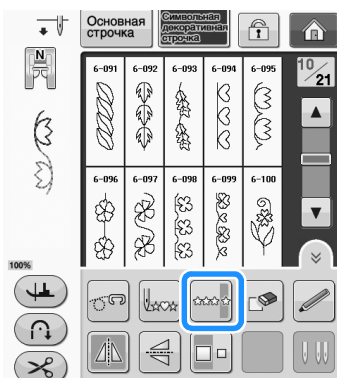 Основная
строчка
Символьная
декоративная
строчка
N
10/21
6-091 6-092 6-093 6-094 6-095
6-096 6-097 6-098 6-099 6-100
100%